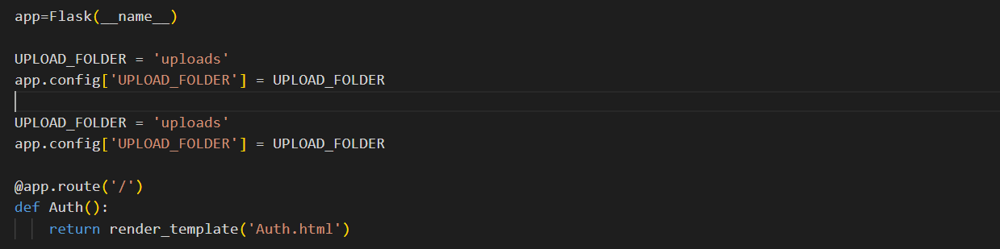 app=Flask(__name__)
UPLOAD_FOLDER = 'uploads'
app.config['UPLOAD_FOLDER'] = UPLOAD_FOLDER
UPLOAD_FOLDER = 'uploads'
app.config['UPLOAD_FOLDER'] = UPLOAD_FOLDER
@app.route('/')
def Auth():
    return render_template('Auth.html')